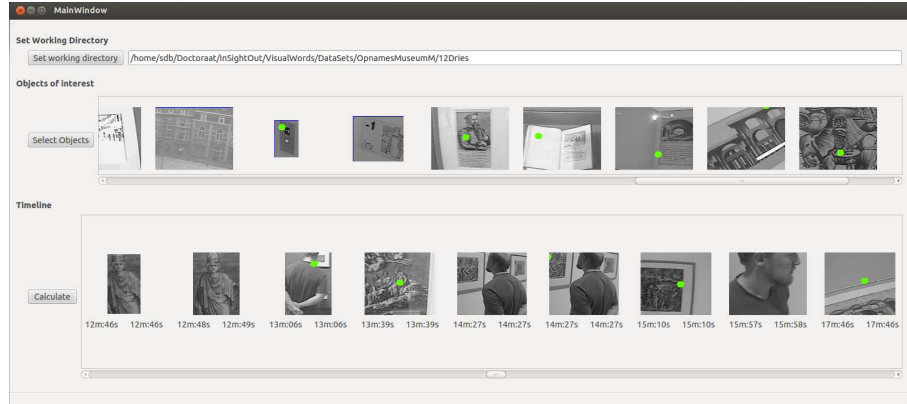 MainWindow
Set Working Directory
Set working directory /home/sdb/Doctoraat/InSightOut/VisualWords/DataSets/OpnamesMuseumM/12Dries
Objects of interest
-1
Select Objects
Timeline
Calculate
12m:46s 12m:46s 12m:48s 12m:49s 13m:06s 13m:06s 13m:39s 13m:39s 14m:27s 14m:27s 14m:27s 14m:27s 15m:10s 15m:10s 15m:57s 15m:58s 17m:46s 17m:46s